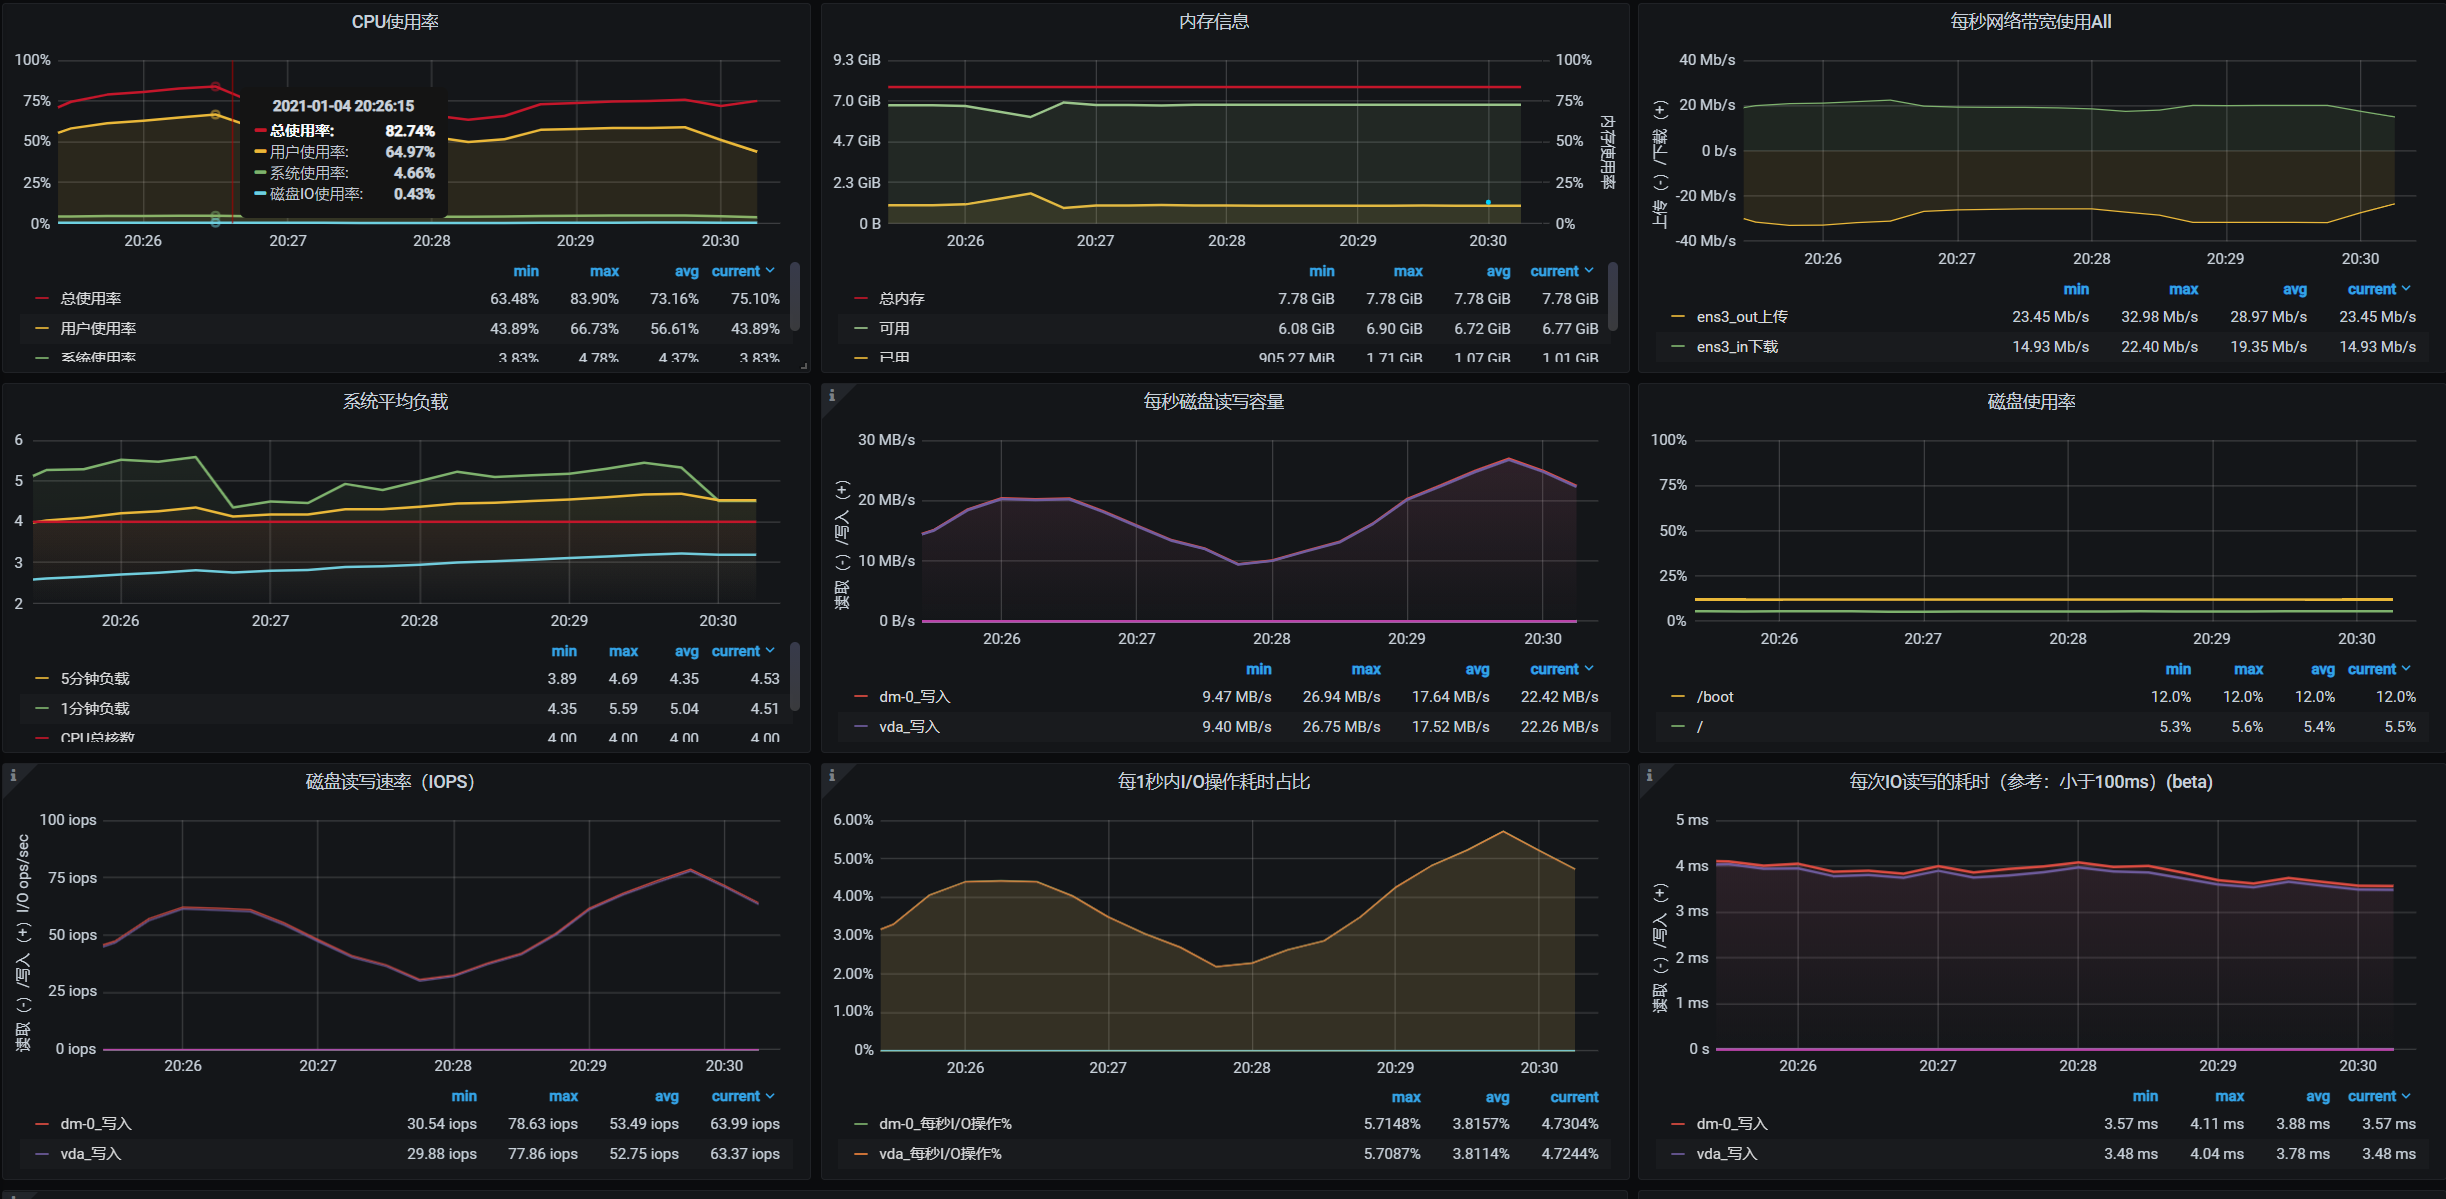 CPU使用率
100%
75%
50%
25%
0%
2021-01-04 20:26:15
总使用率: 82.74%
用户使用率: 64.97%
系统使用率: 4.66%
磁盘IO使用率: 0.43%
20:26 20:27 20:28 20:29 20:30
min max avg current
总使用率 63.48% 83.90% 73.16% 75.10%
用户使用率 43.89% 66.73% 56.61% 43.89%
系统使用率 3.83% 4.78% 4.37% 3.83%
内存信息
9.3 GiB 100%
7.0 GiB 75%
4.7 GiB 50%
2.3 GiB 25%
0 B 0%
内存使用率
20:26 20:27 20:28 20:29 20:30
min max avg current
总内存 7.78 GiB 7.78 GiB 7.78 GiB 7.78 GiB
可用 6.08 GiB 6.90 GiB 6.72 GiB 6.77 GiB
已用 905.27 MiB 1.71 GiB 1.07 GiB 1.01 GiB
每秒网络带宽使用All
上传（-）/下载（+）
40 Mb/s
20 Mb/s
0 b/s
-20 Mb/s
-40 Mb/s
20:26 20:27 20:28 20:29 20:30
min max avg current
ens3_out上传 23.45 Mb/s 32.98 Mb/s 28.97 Mb/s 23.45 Mb/s
ens3_in下载 14.93 Mb/s 22.40 Mb/s 19.35 Mb/s 14.93 Mb/s
系统平均负载
6
5
4
3
2
20:26 20:27 20:28 20:29 20:30
min max avg current
5分钟负载 3.89 4.69 4.35 4.53
1分钟负载 4.35 5.59 5.04 4.51
CPU总核数 4.00 4.00 4.00 4.00
每秒磁盘读写容量
读取（-）/写入（+）
30 MB/s
20 MB/s
10 MB/s
0 B/s
20:26 20:27 20:28 20:29 20:30
min max avg current
dm-0_写入 9.47 MB/s 26.94 MB/s 17.64 MB/s 22.42 MB/s
vda_写入 9.40 MB/s 26.75 MB/s 17.52 MB/s 22.26 MB/s
磁盘使用率
100%
75%
50%
25%
0%
20:26 20:27 20:28 20:29 20:30
min max avg current
/boot 12.0% 12.0% 12.0% 12.0%
/ 5.3% 5.6% 5.4% 5.5%
磁盘读写速率（IOPS）
读取（-）/写入（+）I/O ops/sec
100 iops
75 iops
50 iops
25 iops
0 iops
20:26 20:27 20:28 20:29 20:30
min max avg current
dm-0_写入 30.54 iops 78.63 iops 53.49 iops 63.99 iops
vda_写入 29.88 iops 77.86 iops 52.75 iops 63.37 iops
每1秒内I/O操作耗时占比
6.00%
5.00%
4.00%
3.00%
2.00%
1.00%
0%
20:26 20:27 20:28 20:29 20:30
max avg current
dm-0_每秒I/O操作% 5.7148% 3.8157% 4.7304%
vda_每秒I/O操作% 5.7087% 3.8114% 4.7244%
每次IO读写的耗时（参考：小于100ms）(beta)
读取（-）/写入（+）
5 ms
4 ms
3 ms
2 ms
1 ms
0 s
20:26 20:27 20:28 20:29 20:30
min max avg current
dm-0_写入 3.57 ms 4.11 ms 3.88 ms 3.57 ms
vda_写入 3.48 ms 4.04 ms 3.78 ms 3.48 ms